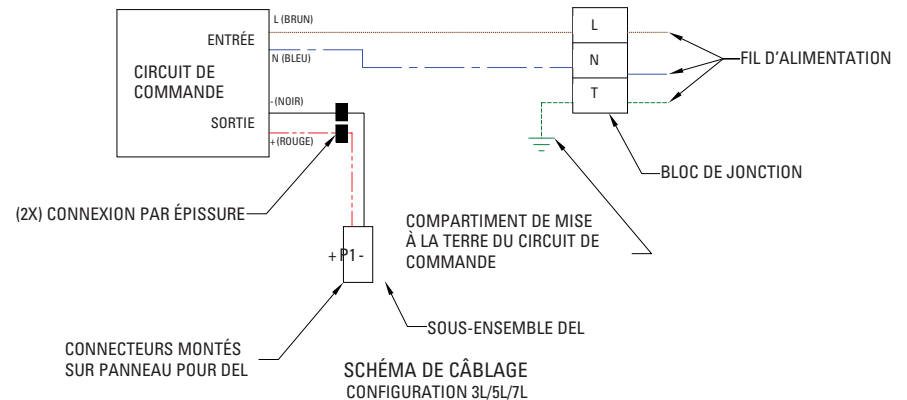 L (BRUN)
ENTRÉE
N (BLEU)
CIRCUIT DE
COMMANDE
- (NOIR)
SORTIE
+ (ROUGE)
L
N
T
FIL D'ALIMENTATION
BLOC DE JONCTION
(2X) CONNEXION PAR ÉPISSURE
COMPARTIMENT DE MISE
À LA TERRE DU CIRCUIT DE
COMMANDE
+ P1 -
SOUS-ENSEMBLE DEL
CONNECTEURS MONTÉS
SUR PANNEAU POUR DEL
SCHÉMA DE CÂBLAGE
CONFIGURATION 3L/5L/7L